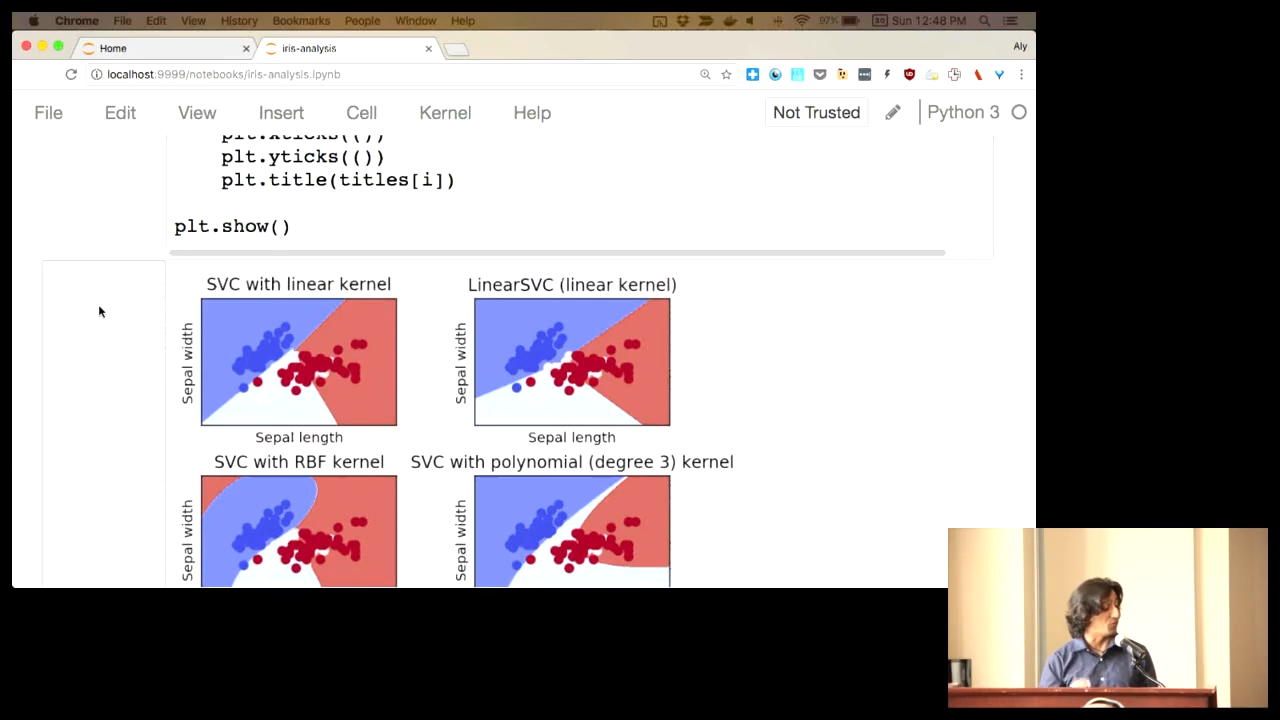 Chrome File Edit View History Bookmarks People Window Help 97% 30 Sun 12:48 PM
Home iris-analysis Aly
localhost:9999/notebooks/iris-analysis.ipynb
File Edit View Insert Cell Kernel Help Not Trusted Python 3
plt.xticks(())
plt.yticks(())
plt.title(titles[i])
plt.show()
SVC with linear kernel LinearSVC (linear kernel)
Sepal width Sepal width
Sepal length Sepal length
SVC with RBF kernel SVC with polynomial (degree 3) kernel
Sepal width Sepal width